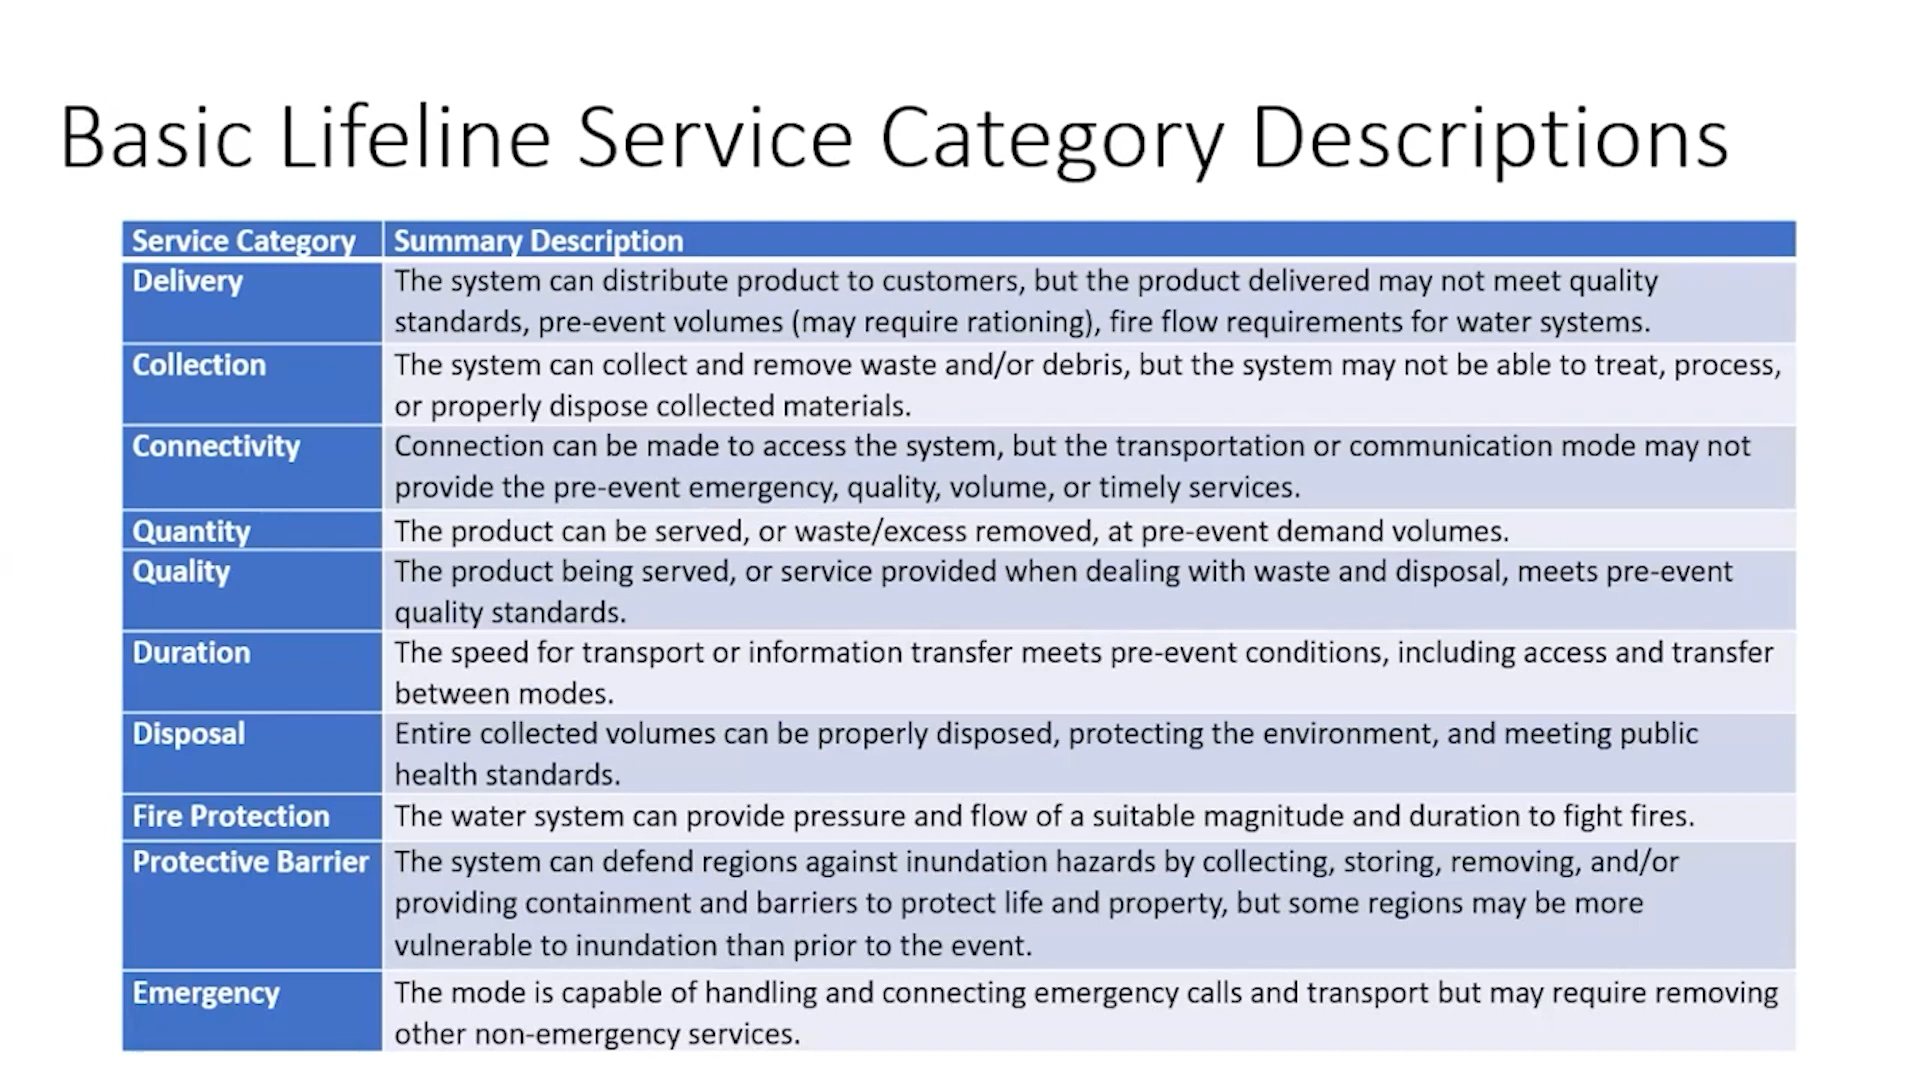 Basic Lifeline Service Category Descriptions
Service Category Summary Description
Delivery The system can distribute product to customers, but the product delivered may not meet quality
standards, pre-event volumes (may require rationing), fire flow requirements for water systems.
Collection The system can collect and remove waste and/or debris, but the system may not be able to treat, process,
or properly dispose collected materials.
Connectivity Connection can be made to access the system, but the transportation or communication mode may not
provide the pre-event emergency, quality, volume, or timely services.
Quantity The product can be served, or waste/excess removed, at pre-event demand volumes.
Quality The product being served, or service provided when dealing with waste and disposal, meets pre-event
quality standards.
Duration The speed for transport or information transfer meets pre-event conditions, including access and transfer
between modes.
Disposal Entire collected volumes can be properly disposed, protecting the environment, and meeting public
health standards.
Fire Protection The water system can provide pressure and flow of a suitable magnitude and duration to fight fires.
Protective Barrier The system can defend regions against inundation hazards by collecting, storing, removing, and/or
providing containment and barriers to protect life and property, but some regions may be more
vulnerable to inundation than prior to the event.
Emergency The mode is capable of handling and connecting emergency calls and transport but may require removing
other non-emergency services.